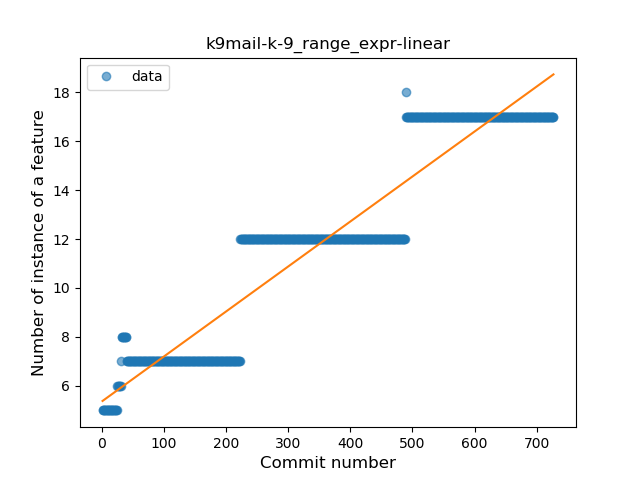 k9mail-k-9_range_expr-linear
data
Number of instance of a feature
18
16
14
12
10
8
6
0 100 200 300 400 500 600 700
Commit number